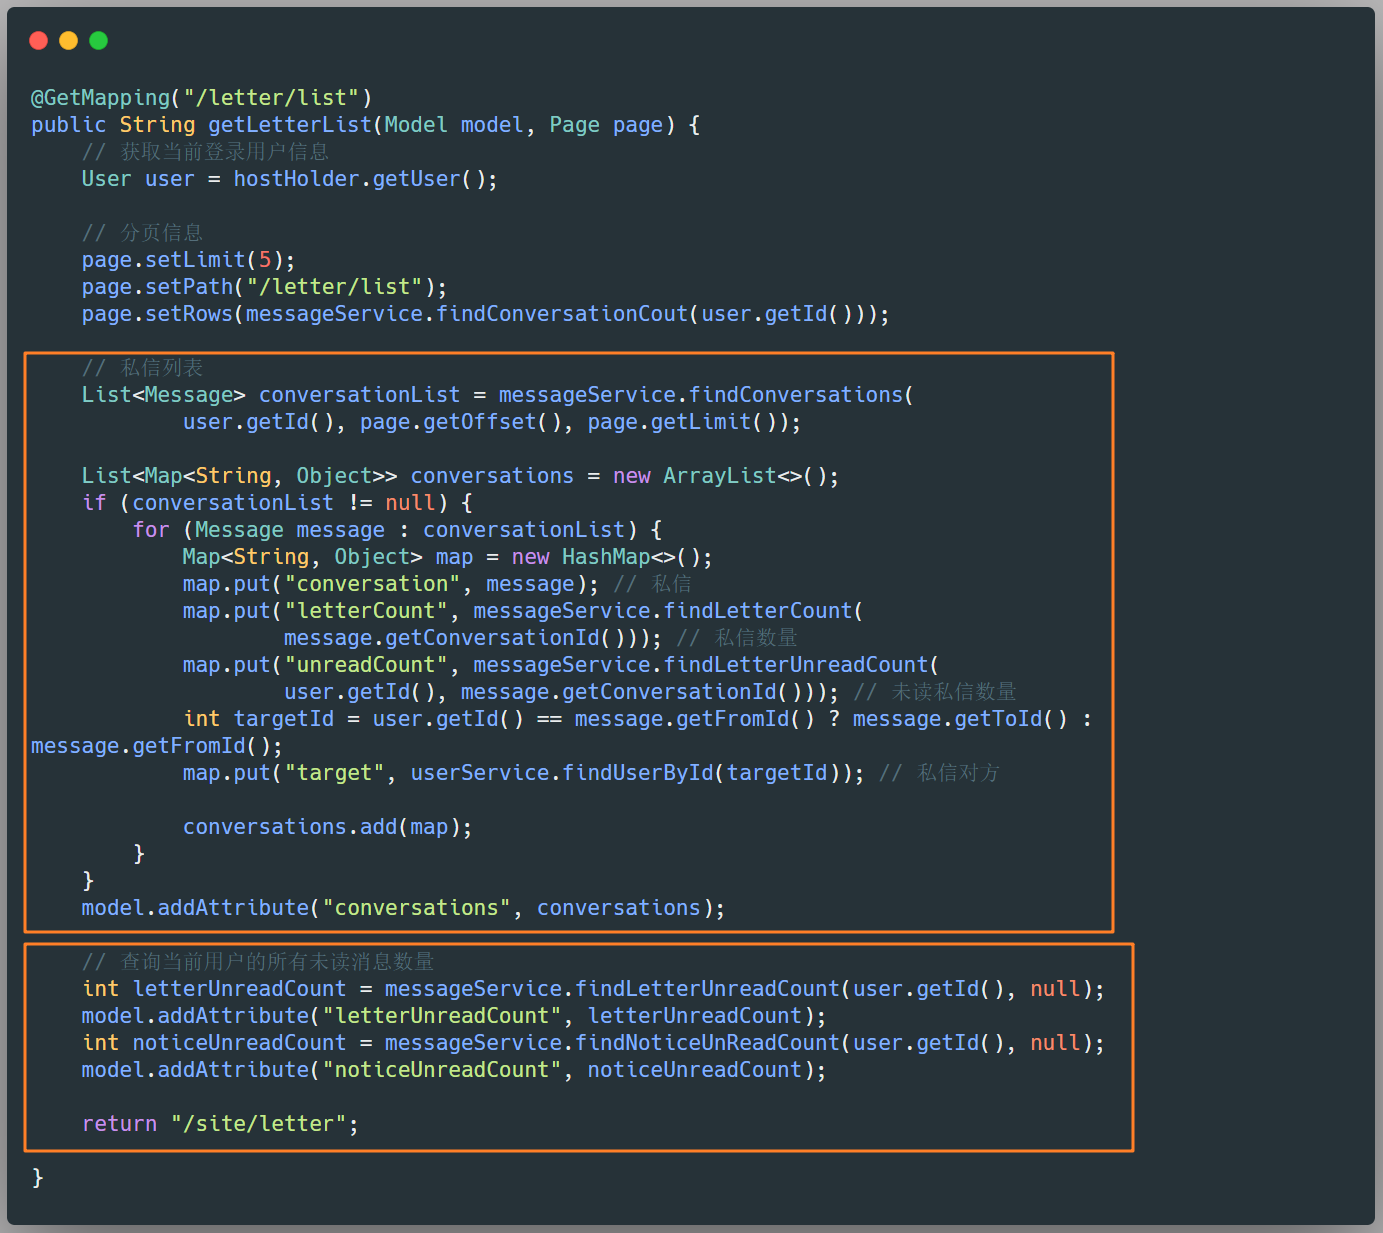 @GetMapping("/letter/list")
public String getLetterList(Model model, Page page) {
    // 获取当前登录用户信息
    User user = hostHolder.getUser();

    // 分页信息
    page.setLimit(5);
    page.setPath("/letter/list");
    page.setRows(messageService.findConversationCout(user.getId()));

    // 私信列表
    List<Message> conversationList = messageService.findConversations(
            user.getId(), page.getOffset(), page.getLimit());

    List<Map<String, Object>> conversations = new ArrayList<>();
    if (conversationList != null) {
        for (Message message : conversationList) {
            Map<String, Object> map = new HashMap<>();
            map.put("conversation", message); // 私信
            map.put("letterCount", messageService.findLetterCount(
                    message.getConversationId())); // 私信数量
            map.put("unreadCount", messageService.findLetterUnreadCount(
                    user.getId(), message.getConversationId())); // 未读私信数量
            int targetId = user.getId() == message.getFromId() ? message.getToId() :
message.getFromId();
            map.put("target", userService.findUserById(targetId)); // 私信对方

            conversations.add(map);
        }
    }
    model.addAttribute("conversations", conversations);

    // 查询当前用户的所有未读消息数量
    int letterUnreadCount = messageService.findLetterUnreadCount(user.getId(), null);
    model.addAttribute("letterUnreadCount", letterUnreadCount);
    int noticeUnreadCount = messageService.findNoticeUnReadCount(user.getId(), null);
    model.addAttribute("noticeUnreadCount", noticeUnreadCount);

    return "/site/letter";

}